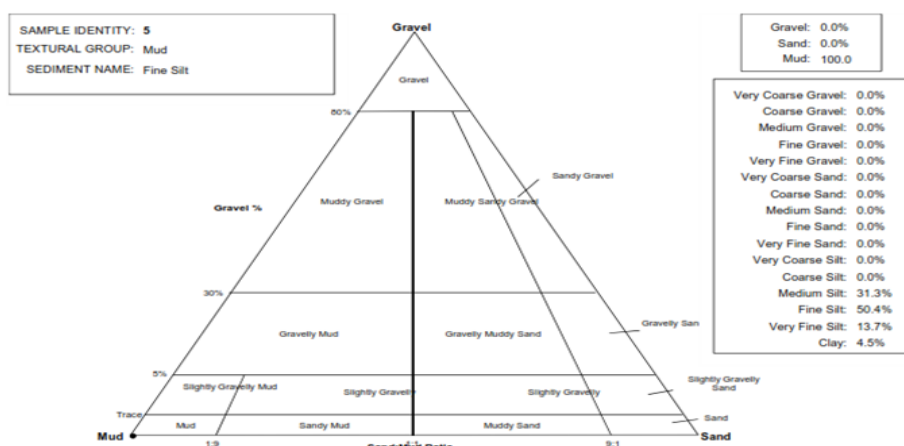 SAMPLE IDENTITY: 5
TEXTURAL GROUP: Mud
SEDIMENT NAME: Fine Silt
Gravel: 0.0%
Sand: 0.0%
Mud: 100.0
Gravel
Gravel
80%
Very Coarse Gravel: 0.0%
Coarse Gravel: 0.0%
Medium Gravel: 0.0%
Fine Gravel: 0.0%
Very Fine Gravel: 0.0%
Very Coarse Sand: 0.0%
Coarse Sand: 0.0%
Medium Sand: 0.0%
Fine Sand: 0.0%
Very Fine Sand: 0.0%
Very Coarse Silt: 0.0%
Coarse Silt: 0.0%
Medium Silt: 31.3%
Fine Silt: 50.4%
Very Fine Silt: 13.7%
Clay: 4.5%
Sandy Gravel
Muddy Gravel
Muddy Sandy Gravel
Gravel %
30%
Gravelly Mud
Gravelly Muddy Sand
Gravelly San
5%
Slightly Gravelly Mud
Slightly Gravelly
Slightly Gravelly
Slightly Gravelly
Sand
Trace
Mud
Sandy Mud
Muddy Sand
Sand
Mud
Sand
1:9
9:1